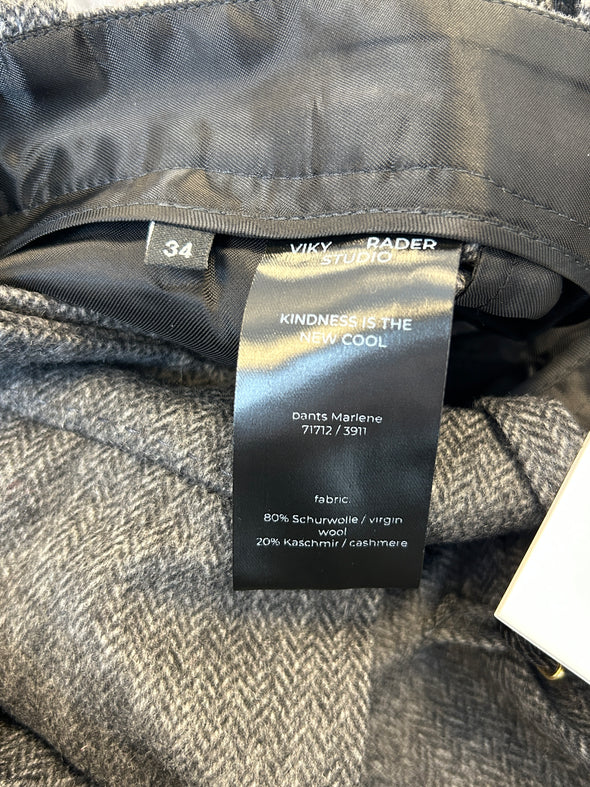 34
VIKY RADER
STUDIO
KINDNESS IS THE
NEW COOL
pants Marlene
71712 / 3911
fabric:
80% Schurwolle / virgin
wool
20% Kaschmir / cashmere